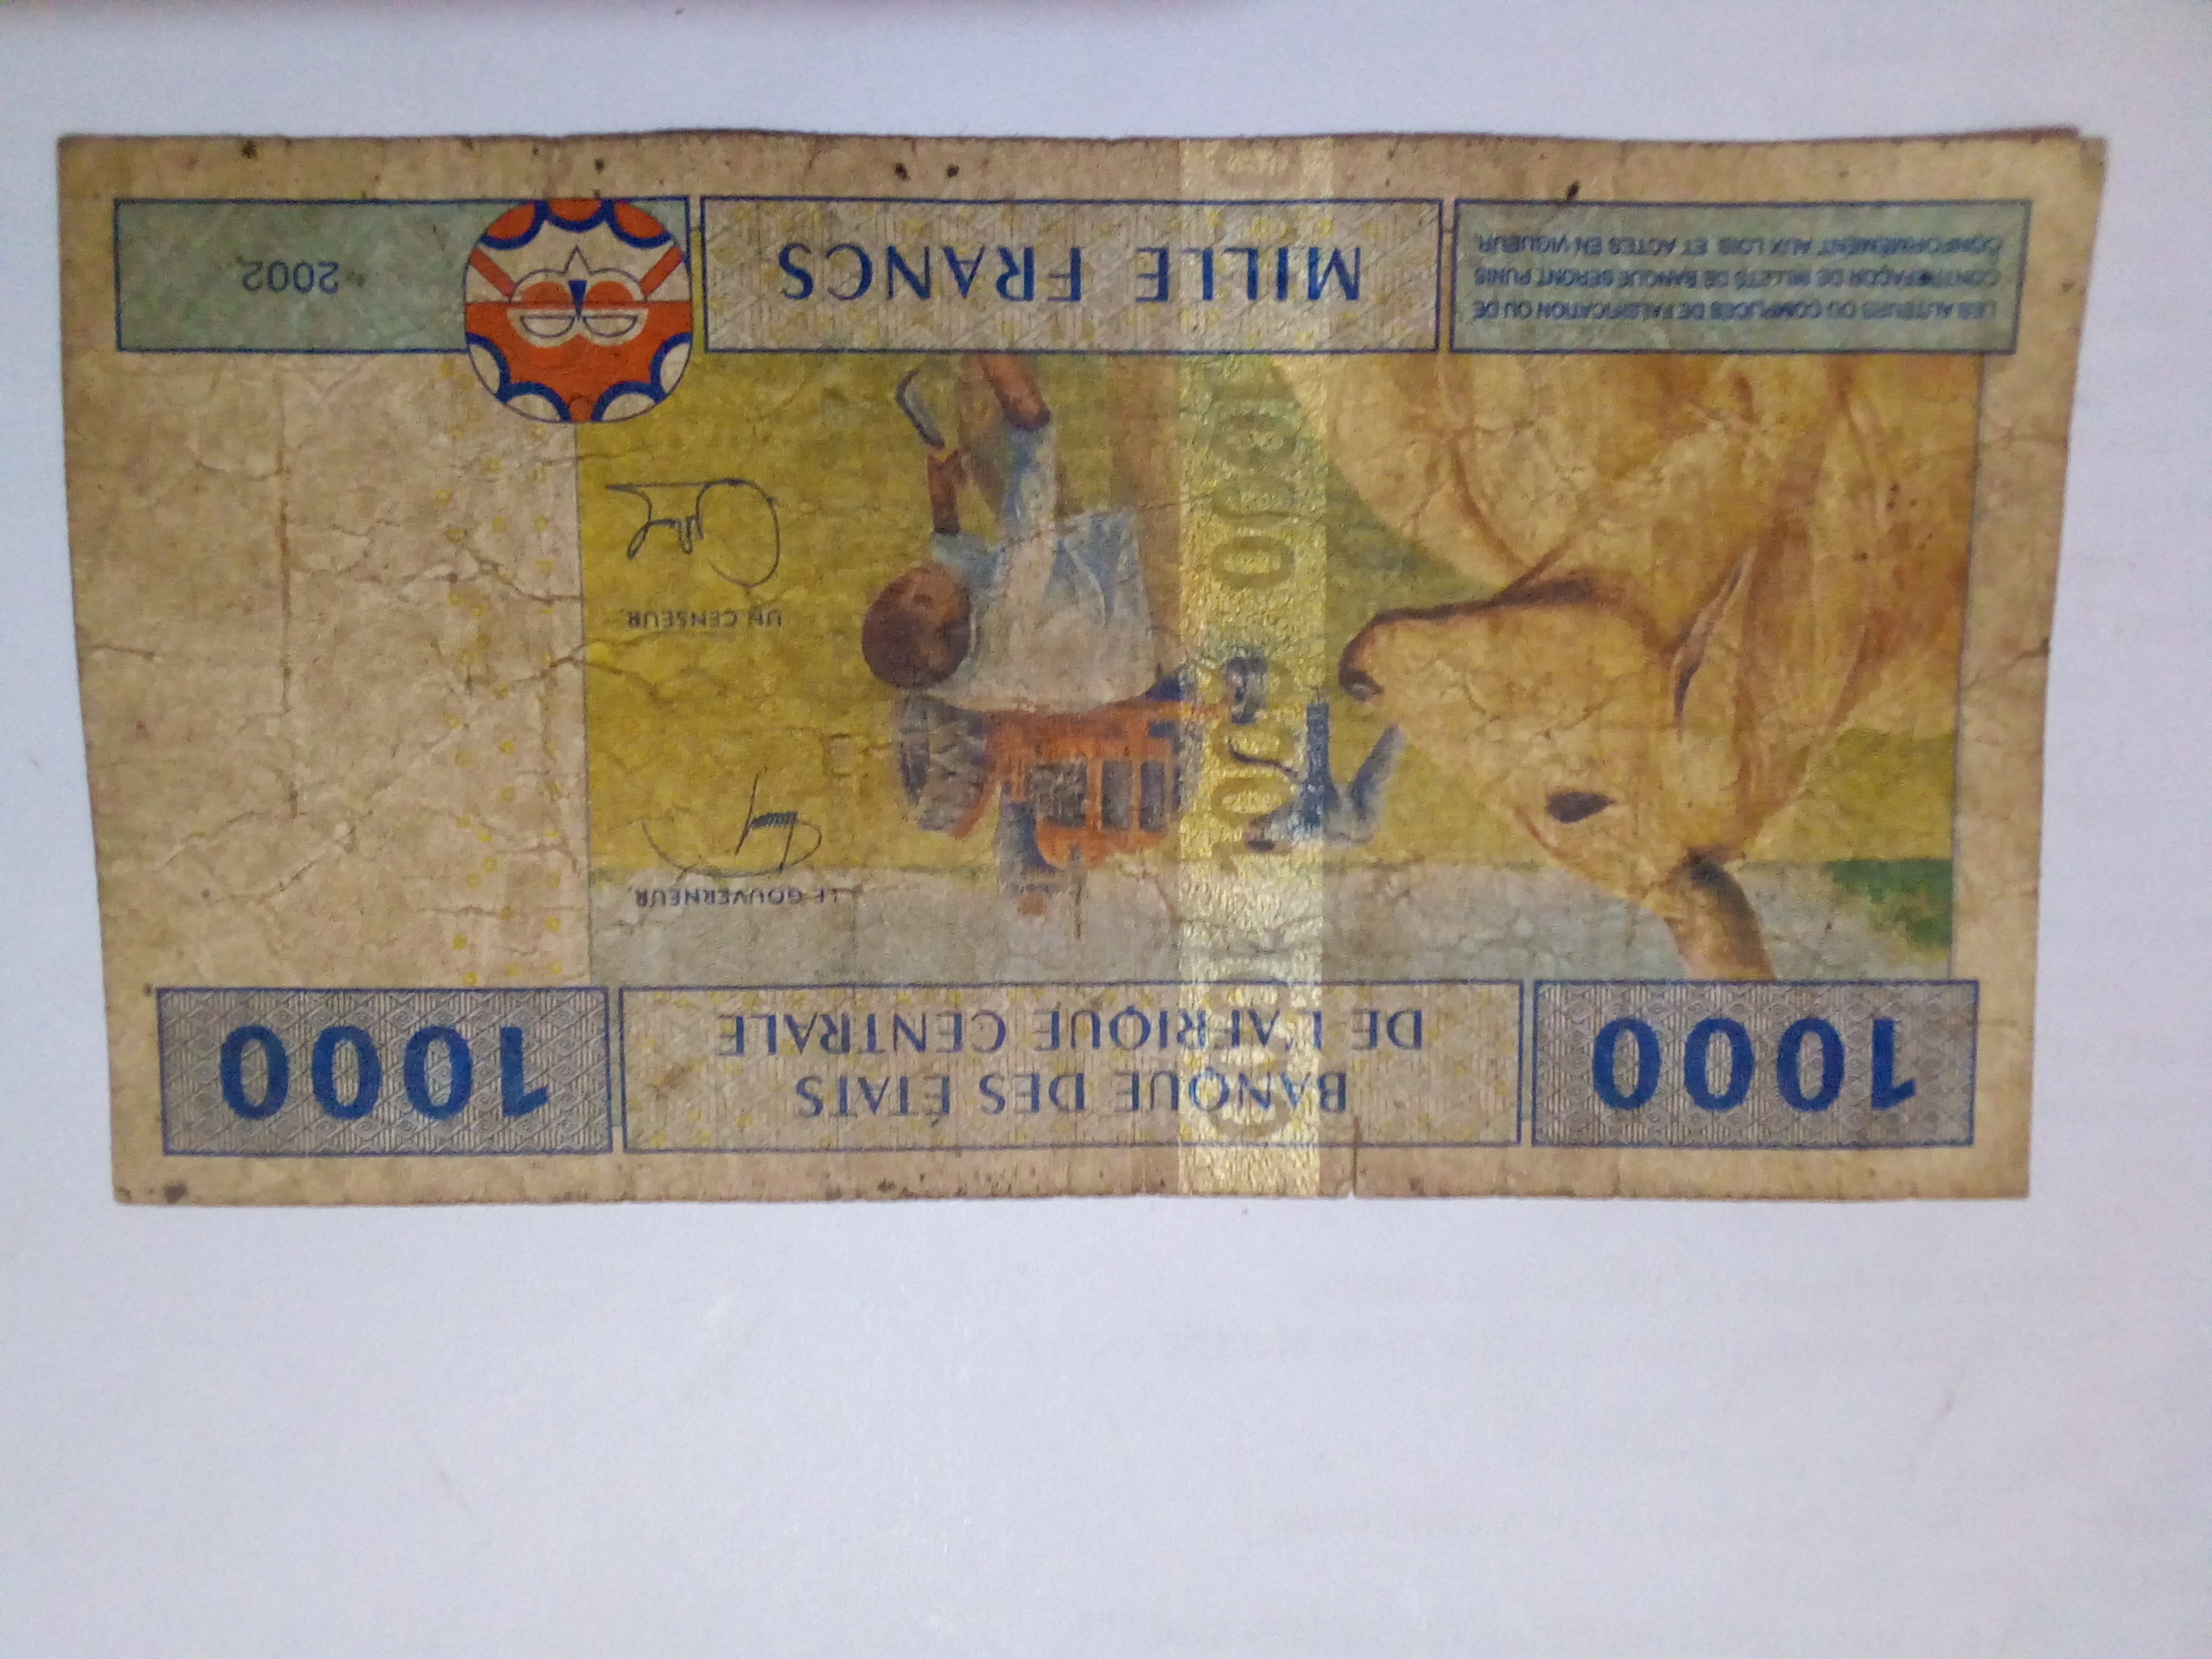 1000
BANQUE DES ÉTATS
DE L'AFRIQUE CENTRALE
1000
LE GOUVERNEUR,
UN CENSEUR,
LES AUTEURS OU COMPLICES DE FALSIFICATION OU DE
CONTREFAÇON DE BILLETS DE BANQUE SERONT PUNIS
CONFORMÉMENT AUX LOIS ET ACTES EN VIGUEUR.
MILLE FRANCS
2002